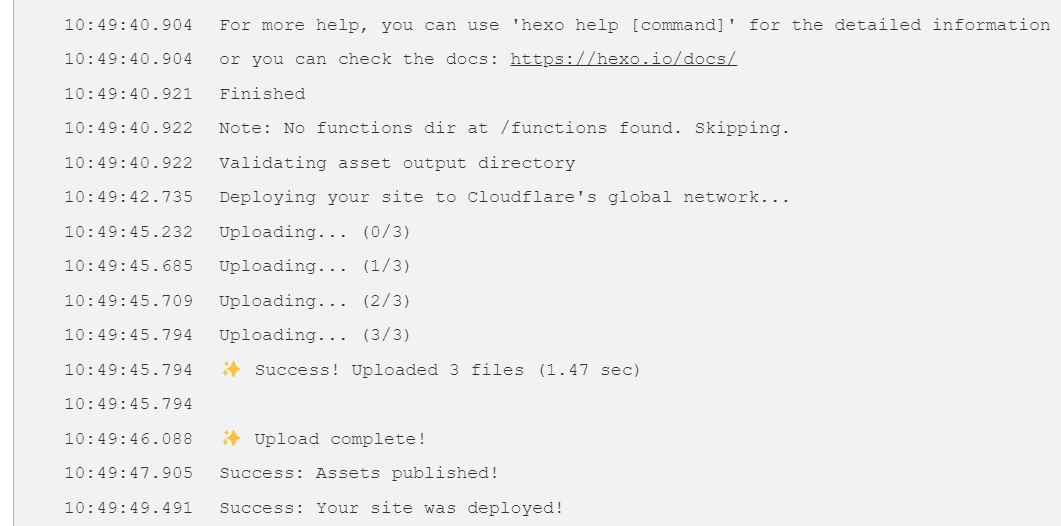 10:49:40.904 For more help, you can use 'hexo help [command]' for the detailed information
10:49:40.904 or you can check the docs: https://hexo.io/docs/
10:49:40.921 Finished
10:49:40.922 Note: No functions dir at /functions found. Skipping.
10:49:40.922 Validating asset output directory
10:49:42.735 Deploying your site to Cloudflare's global network...
10:49:45.232 Uploading... (0/3)
10:49:45.685 Uploading... (1/3)
10:49:45.709 Uploading... (2/3)
10:49:45.794 Uploading... (3/3)
10:49:45.794 ✨ Success! Uploaded 3 files (1.47 sec)
10:49:45.794
10:49:46.088 ✨ Upload complete!
10:49:47.905 Success: Assets published!
10:49:49.491 Success: Your site was deployed!